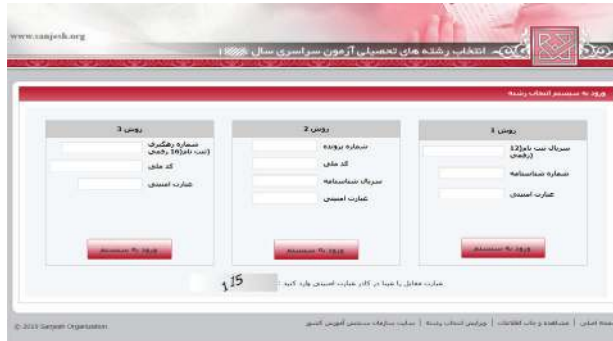 www.sanjesh.org
انتخاب رشته های تحصیلی آزمون سراسری سال
ورود به سیستم انتخاب رشته
روش 1
سریال ثبت نام(12 رقمی)
شماره شناسنامه
عبارت امنیتی
ورود به سیستم
روش 2
شماره پرونده
کد ملی
سریال شناسنامه
عبارت امنیتی
ورود به سیستم
روش 3
شماره رهگیری
(ثبت نام(16 رقمی
کد ملی
عبارت امنیتی
ورود به سیستم
عبارت مقابل را عینا در کادر عبارت امنیتی وارد کنید :
صفحه اصلی | مشاهده و چاپ اطلاعات | ویرایش انتخاب رشته | سایت سازمان سنجش آموزش کشور
Sanjesh Organization